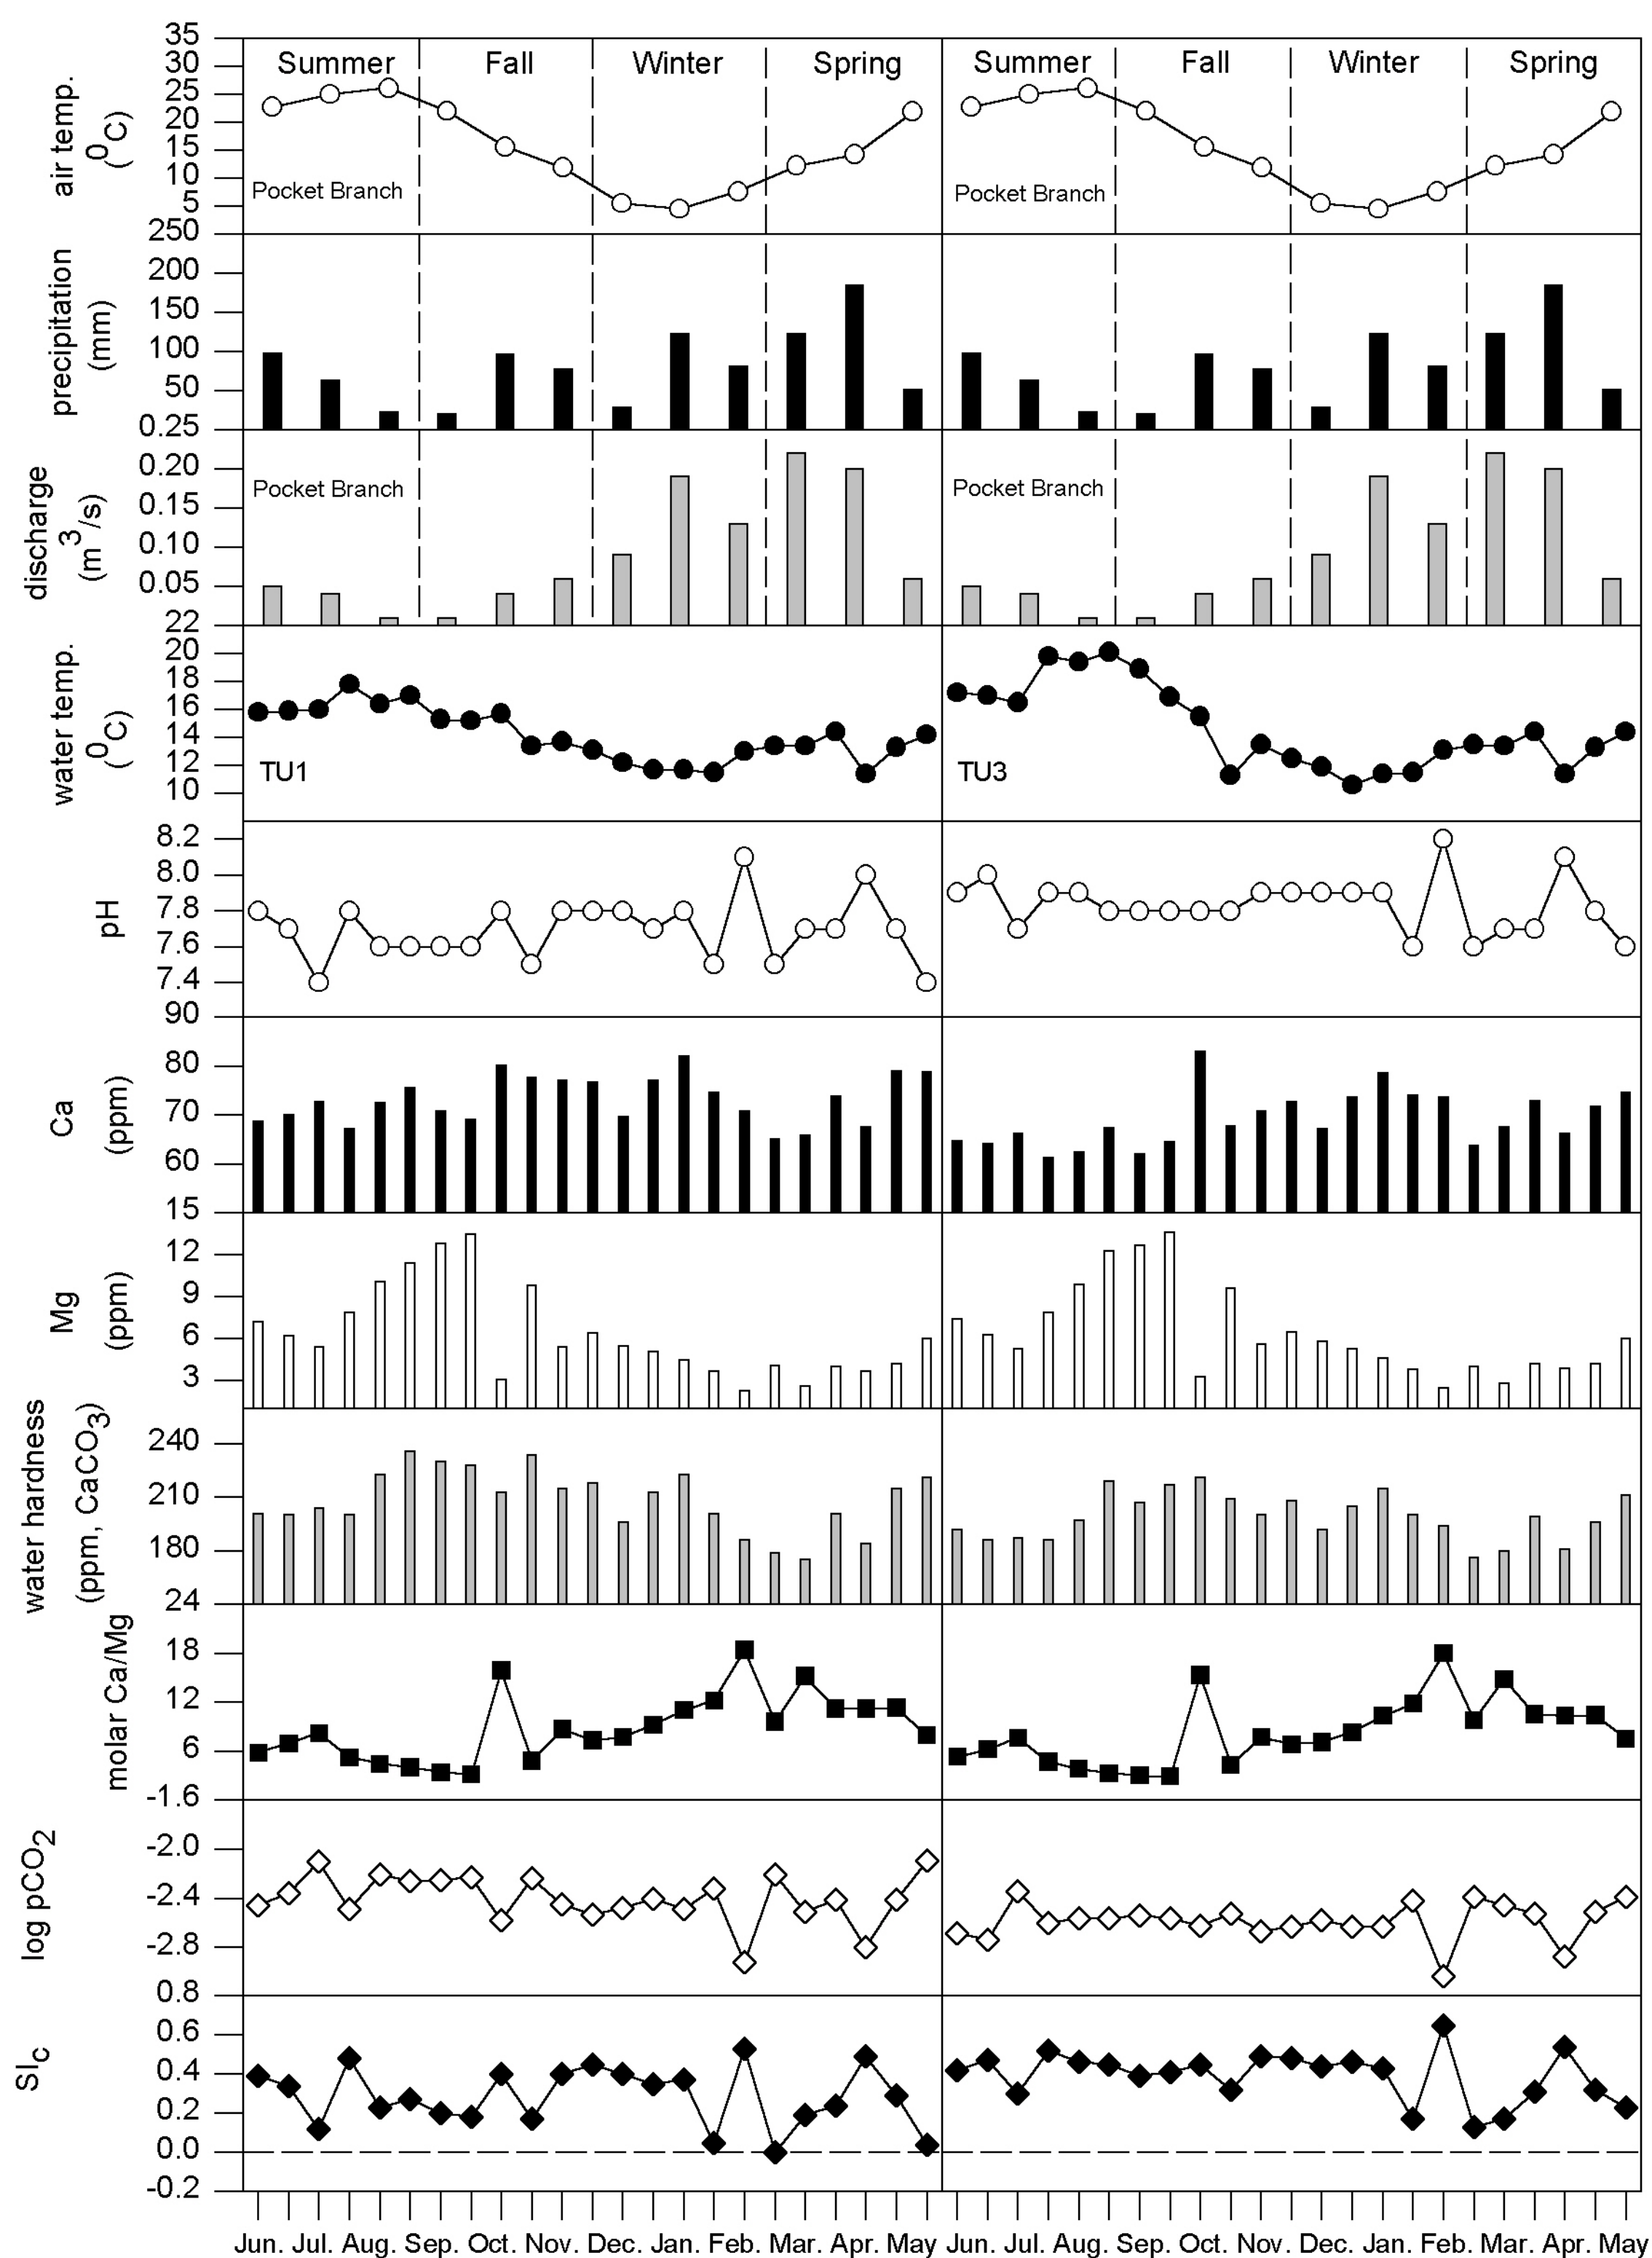 35
30
25
20
15
10
5
250
air temp.
(⁰C)
Summer Fall Winter Spring Summer Fall Winter Spring
Pocket Branch Pocket Branch
200
150
100
50
0.25
precipitation
(mm)
0.20
0.15
0.10
0.05
22
discharge
(m³/s)
Pocket Branch Pocket Branch
20
18
16
14
12
10
water temp.
(⁰C)
TU1 TU3
8.2
8.0
7.8
7.6
7.4
90
pH
80
70
60
15
Ca
(ppm)
12
9
6
3
Mg
(ppm)
240
210
180
24
water hardness
(ppm, CaCO₃)
18
12
6
-1.6
molar Ca/Mg
-2.0
-2.4
-2.8
0.8
log pCO₂
0.6
0.4
0.2
0.0
-0.2
SIc
Jun. Jul. Aug. Sep. Oct. Nov. Dec. Jan. Feb. Mar. Apr. May Jun. Jul. Aug. Sep. Oct. Nov. Dec. Jan. Feb. Mar. Apr. May